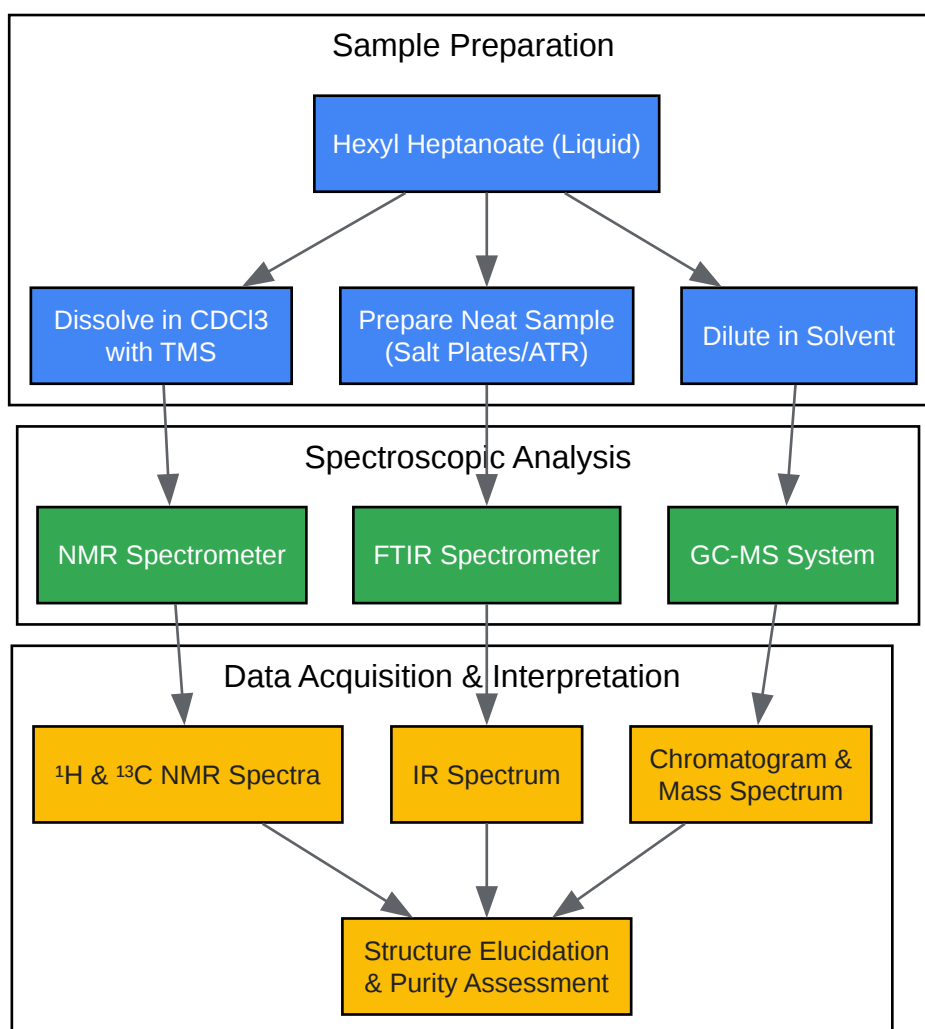 Sample Preparation
Hexyl Heptanoate (Liquid)
Dissolve in CDCl3
with TMS
Prepare Neat Sample
(Salt Plates/ATR)
Dilute in Solvent
Spectroscopic Analysis
NMR Spectrometer
FTIR Spectrometer
GC-MS System
Data Acquisition & Interpretation
¹H & ¹³C NMR Spectra
IR Spectrum
Chromatogram &
Mass Spectrum
Structure Elucidation
& Purity Assessment